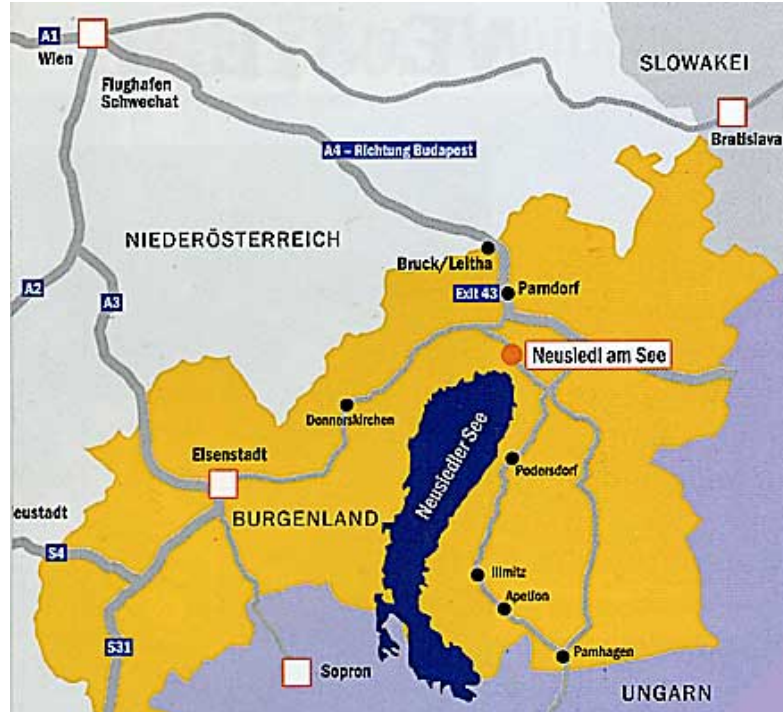 A1
Wien
Flughafen
Schwechat
SLOWAKEI
Bratislava
A4 – Richtung Budapest
NIEDERÖSTERREICH
Bruck/Leitha
A2
A3
Exit 43
Parndorf
Neusiedl am See
Donnerskirchen
Eisenstadt
Neusiedler See
Podersdorf
eustadt
BURGENLAND
S4
Illmitz
Apetlon
S31
Sopron
Pamhagen
UNGARN